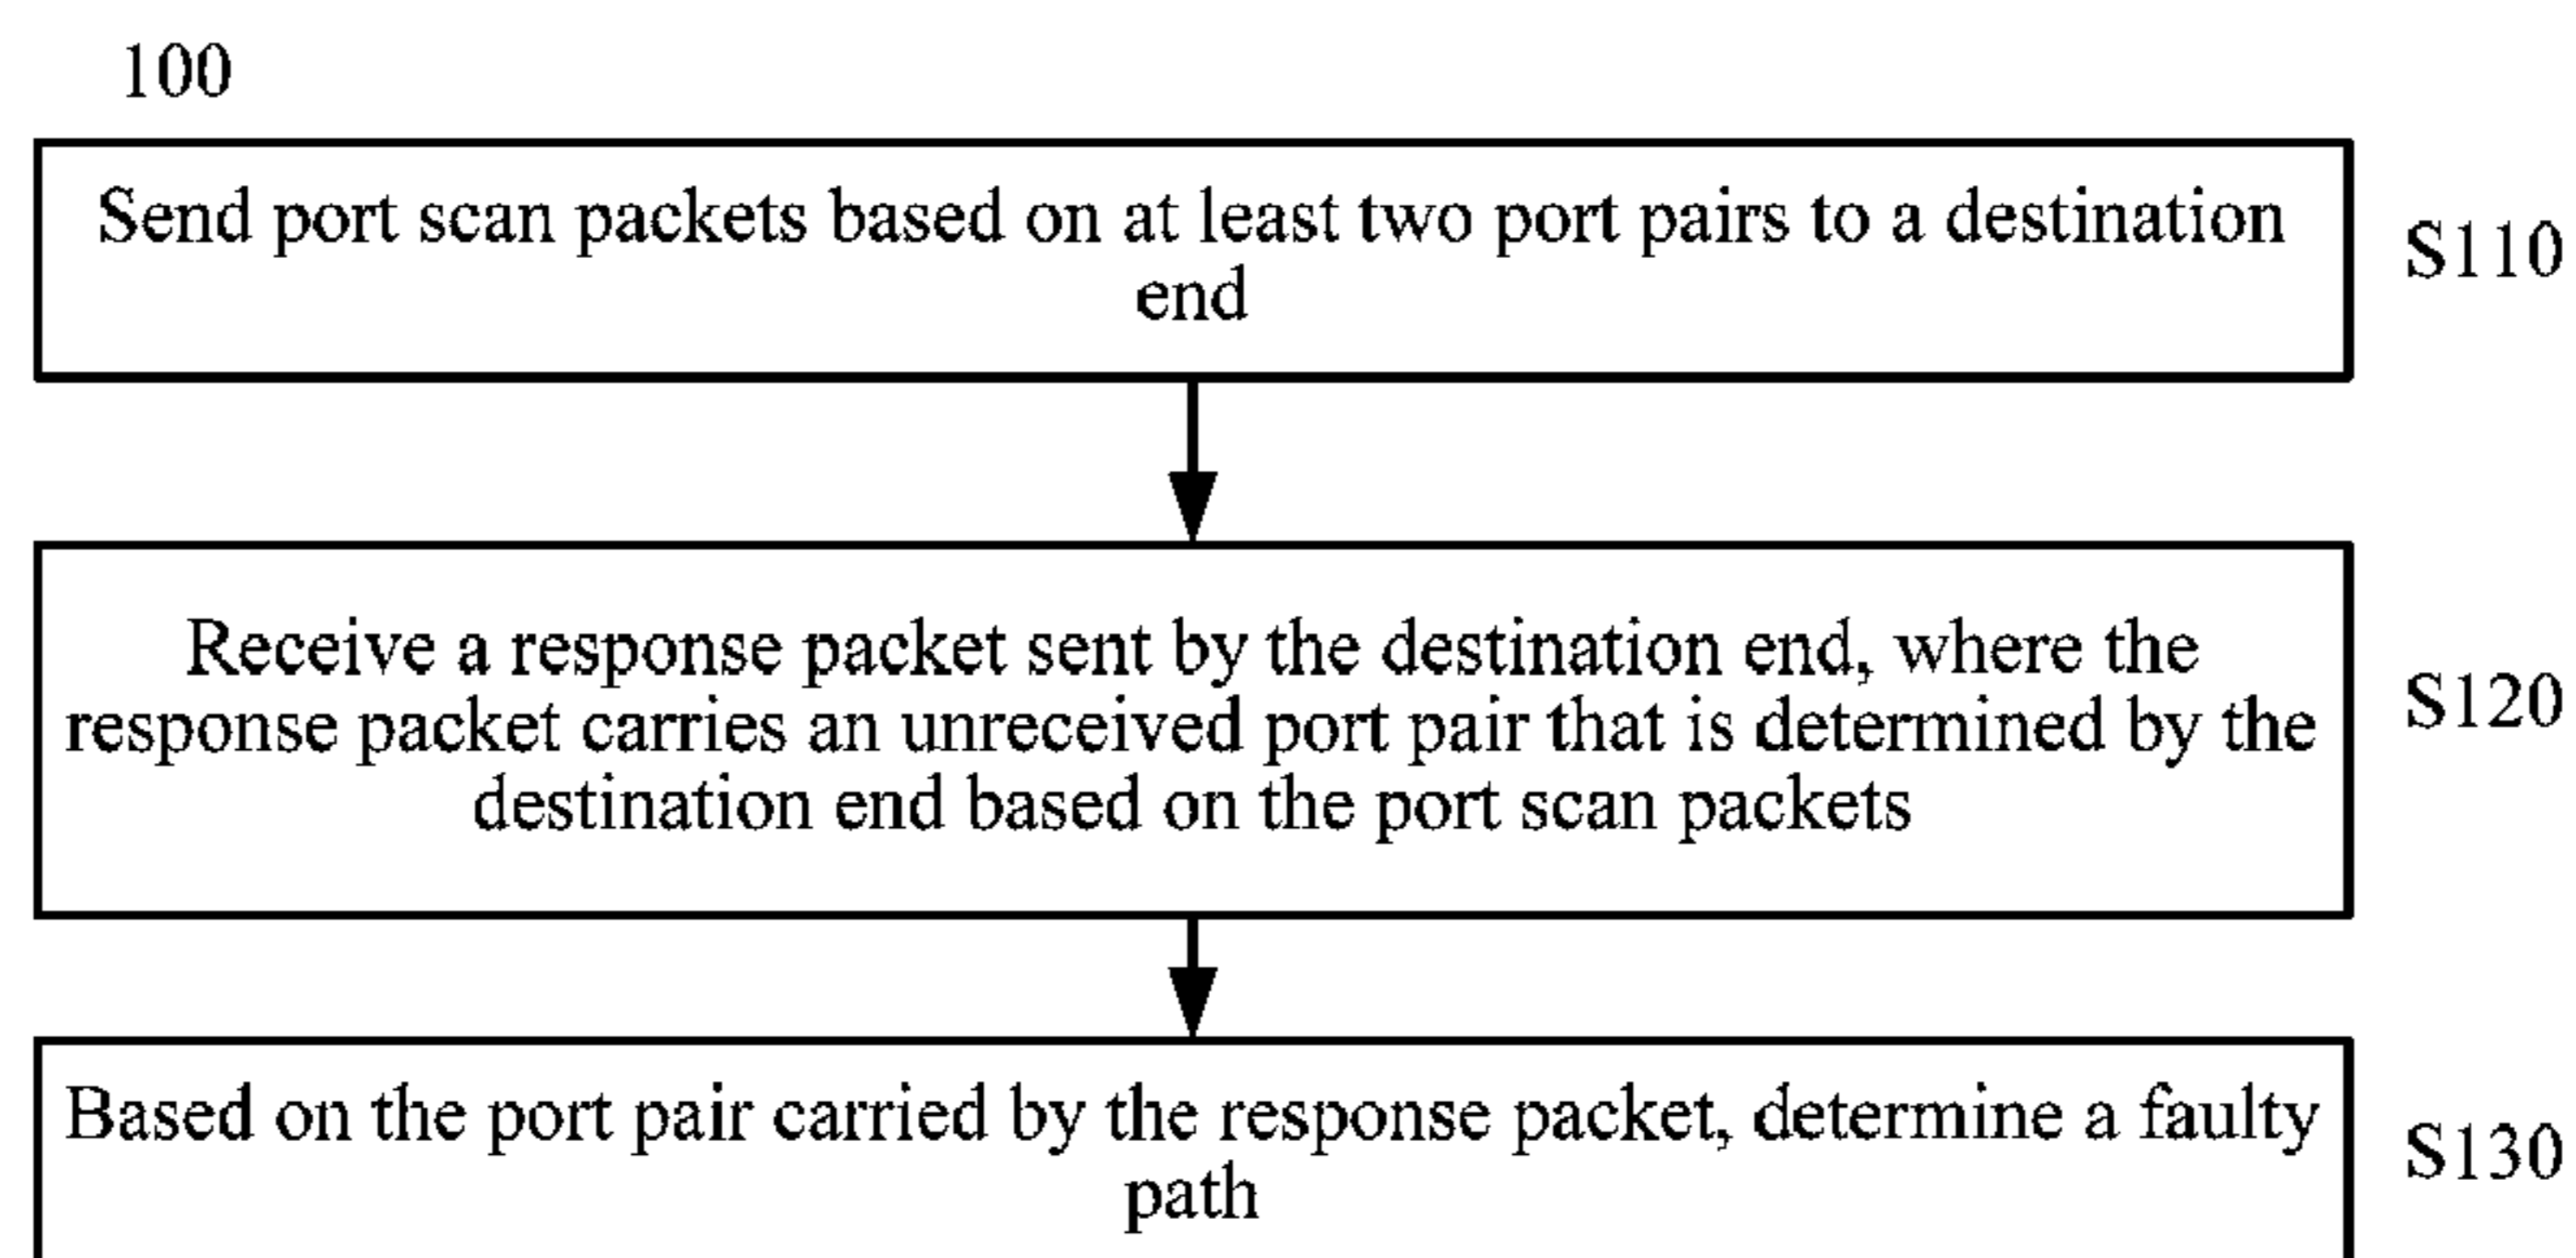 100
Send port scan packets based on at least two port pairs to a destination
end
S110
Receive a response packet sent by the destination end, where the
response packet carries an unreceived port pair that is determined by the
destination end based on the port scan packets
S120
Based on the port pair carried by the response packet, determine a faulty
path
S130